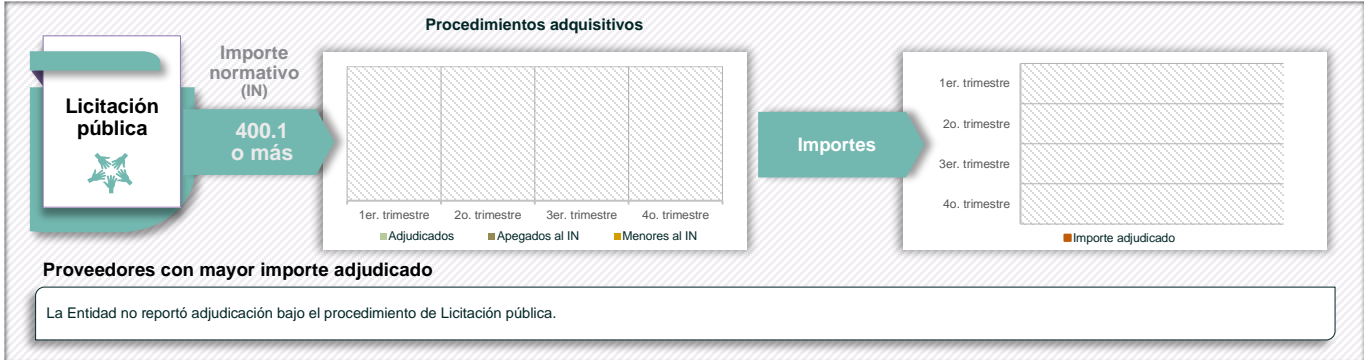 Procedimientos adquisitivos
Licitación
pública
Importe
normativo
(IN)
400.1
o más
1er. trimestre
2o. trimestre
3er. trimestre
4o. trimestre
Adjudicados
Apegados al IN
Menores al IN
Importes
1er. trimestre
2o. trimestre
3er. trimestre
4o. trimestre
Importe adjudicado
Proveedores con mayor importe adjudicado
La Entidad no reportó adjudicación bajo el procedimiento de Licitación pública.